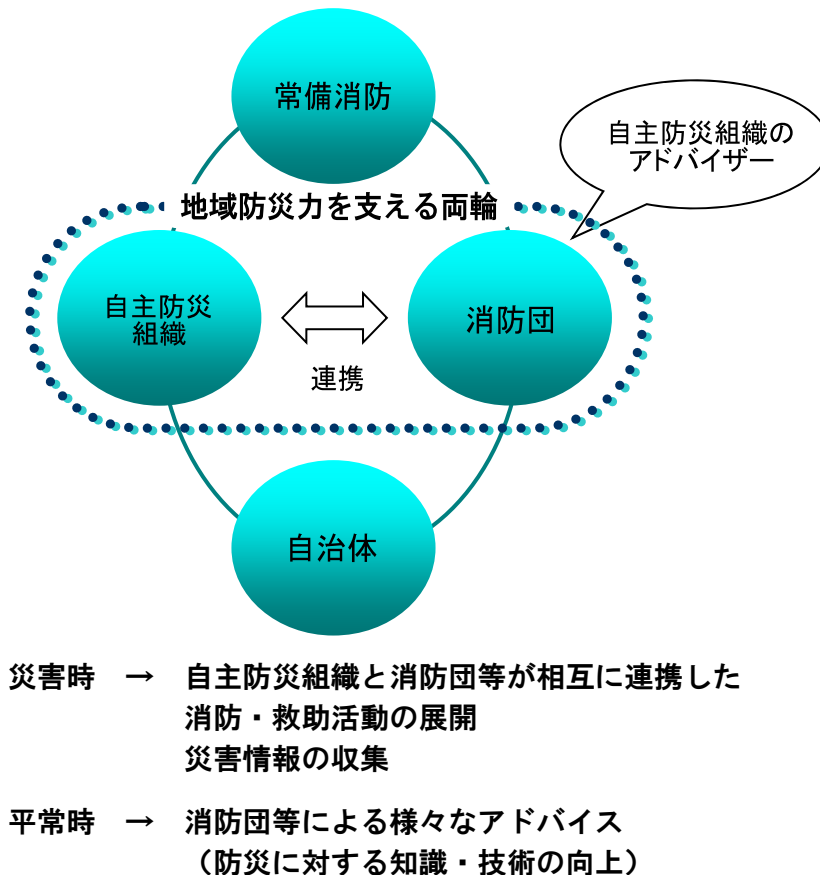 常備消防
自主防災組織の
アドバイザー
地域防災力を支える両輪
自主防災
組織
消防団
連携
自治体
災害時 → 自主防災組織と消防団等が相互に連携した
消防・救助活動の展開
災害情報の収集
平常時 → 消防団等による様々なアドバイス
（防災に対する知識・技術の向上）